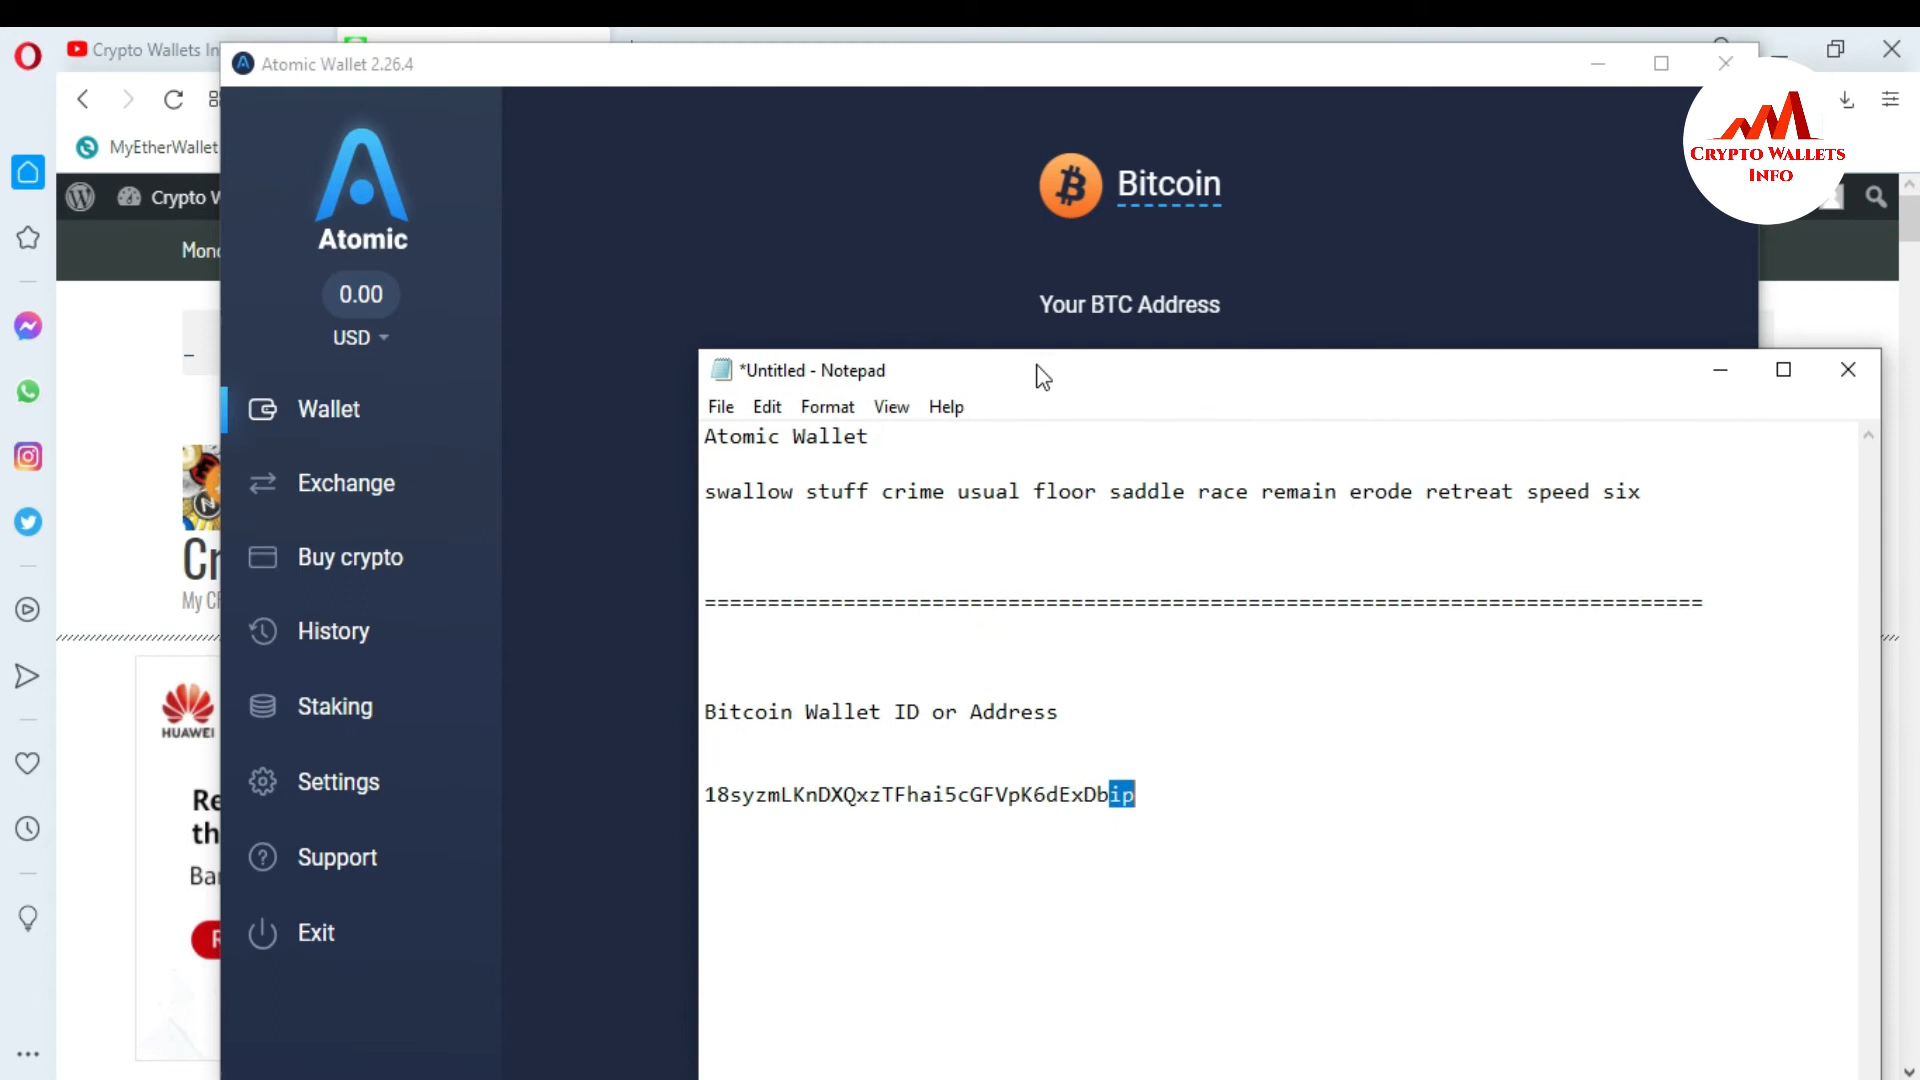 Crypto Wallets In
Atomic Wallet 2.26.4
MyEtherWallet
CRYPTO WALLETS
INFO
Crypto W
Bitcoin
Atomic
0.00
USD
Your BTC Address
*Untitled - Notepad
File Edit Format View Help
Wallet
Exchange
Buy crypto
History
Staking
Settings
Support
Exit
Atomic Wallet
swallow stuff crime usual floor saddle race remain erode retreat speed six
===============================================================================
Bitcoin Wallet ID or Address
18syzmLKnDXQxzTFhai5cGFVpK6dExDbip
My
HUAWEI